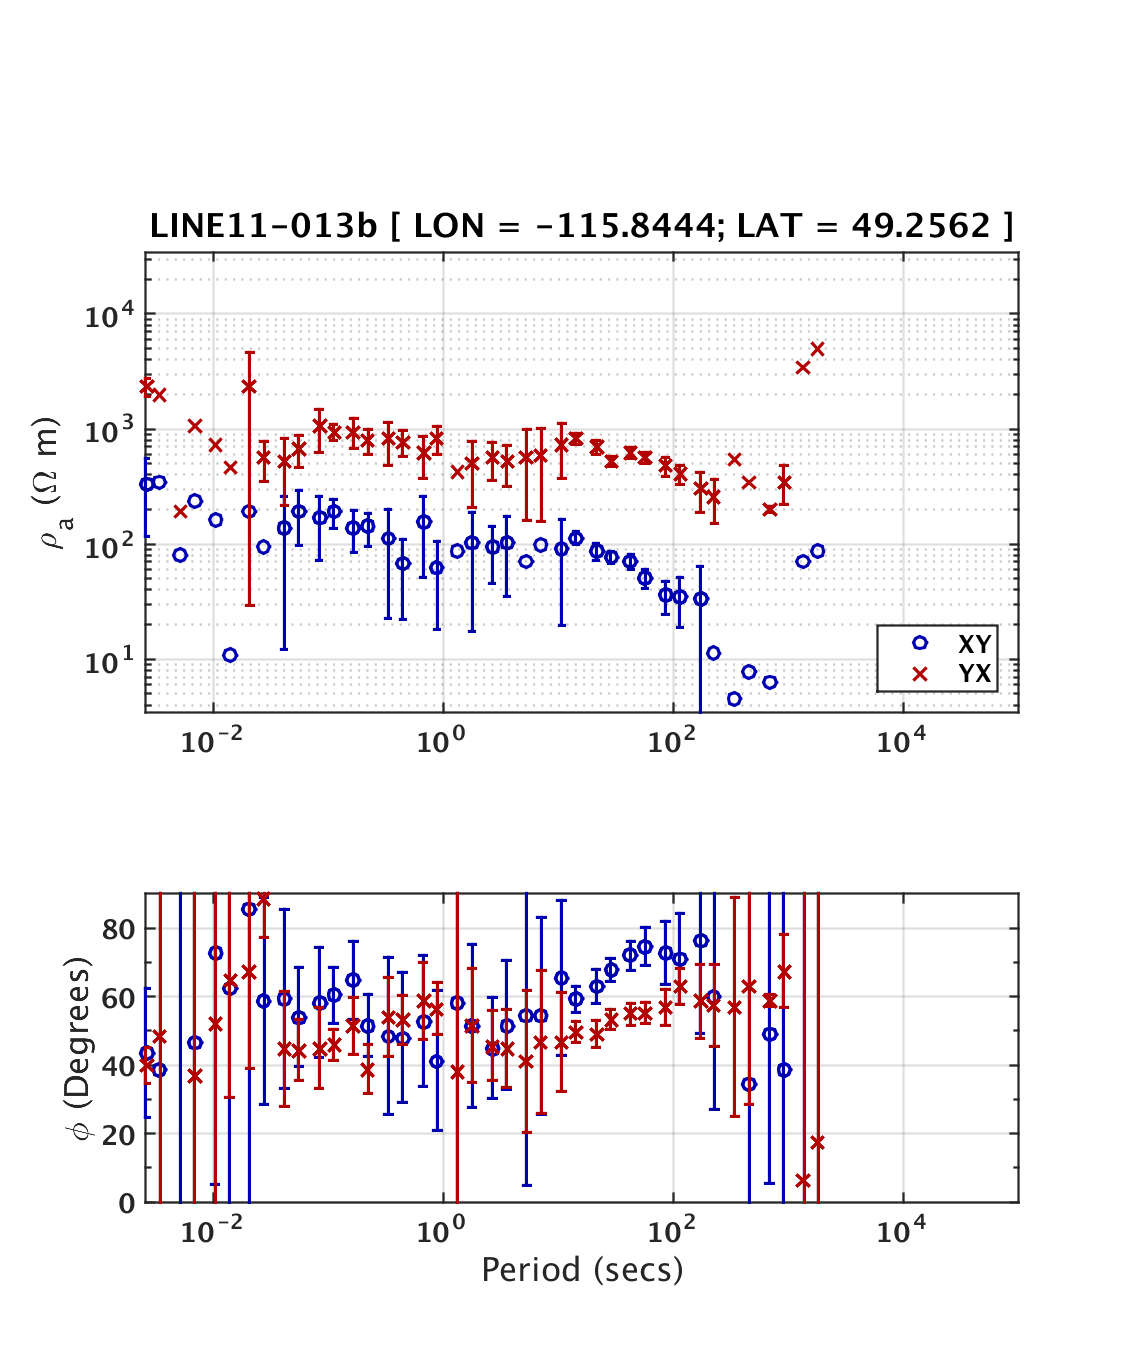 LINE11-013b [ LON = -115.8444; LAT = 49.2562 ]
ρa (Ω m)
10^4
10^3
10^2
10^1
10^-2 10^0 10^2 10^4
XY
YX
φ (Degrees)
80
60
40
20
0
10^-2 10^0 10^2 10^4
Period (secs)